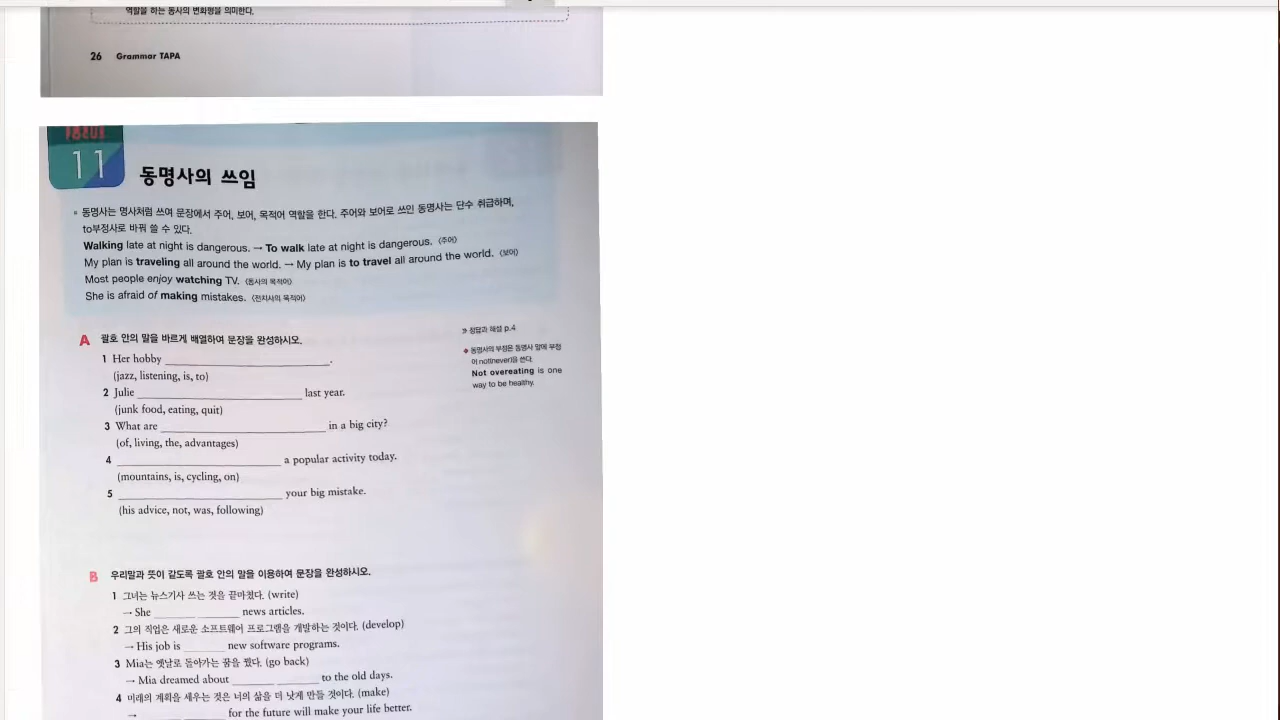 역할을 하는 동사의 변화형을 의미한다.
26 Grammar TAPA
Focus
11
동명사의 쓰임
동명사는 명사처럼 쓰여 문장에서 주어, 보어, 목적어 역할을 한다. 주어와 보어로 쓰인 동명사는 단수 취급하며,
to부정사로 바꿔 쓸 수 있다.
Walking late at night is dangerous. → To walk late at night is dangerous. 〈주어〉
My plan is traveling all around the world. → My plan is to travel all around the world. 〈보어〉
Most people enjoy watching TV. 〈동사의 목적어〉
She is afraid of making mistakes. 〈전치사의 목적어〉
A 괄호 안의 말을 바르게 배열하여 문장을 완성하시오.
1 Her hobby ____________________.
(jazz, listening, is, to)
2 Julie ____________________ last year.
(junk food, eating, quit)
3 What are ____________________ in a big city?
(of, living, the, advantages)
4 ____________________ a popular activity today.
(mountains, is, cycling, on)
5 ____________________ your big mistake.
(his advice, not, was, following)
정답과 해설 p.4
◆ 동명사의 부정은 동명사 앞에 부정
어 not(never)을 쓴다.
Not overeating is one
way to be healthy.
B 우리말과 뜻이 같도록 괄호 안의 말을 이용하여 문장을 완성하시오.
1 그녀는 뉴스기사 쓰는 것을 끝마쳤다. (write)
→ She _____ _____ news articles.
2 그의 직업은 새로운 소프트웨어 프로그램을 개발하는 것이다. (develop)
→ His job is _____ new software programs.
3 Mia는 옛날로 돌아가는 꿈을 꿨다. (go back)
→ Mia dreamed about _____ _____ to the old days.
4 미래의 계획을 세우는 것은 너의 삶을 더 낫게 만들 것이다. (make)
→ _____ _____ for the future will make your life better.